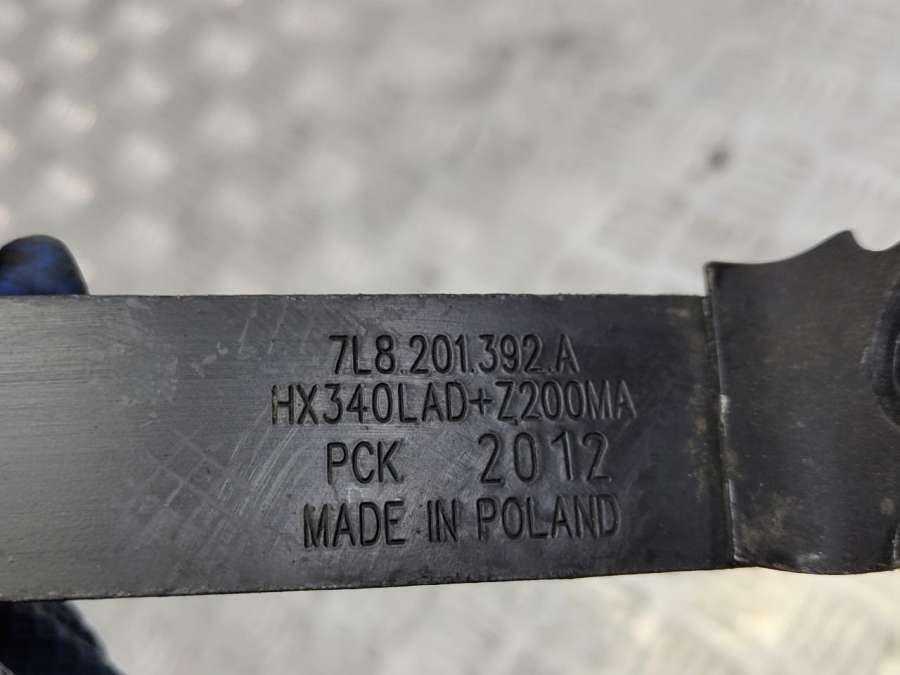 7L8.201.392.A
HX340LAD+Z200MA
PCK 2012
MADE IN POLAND